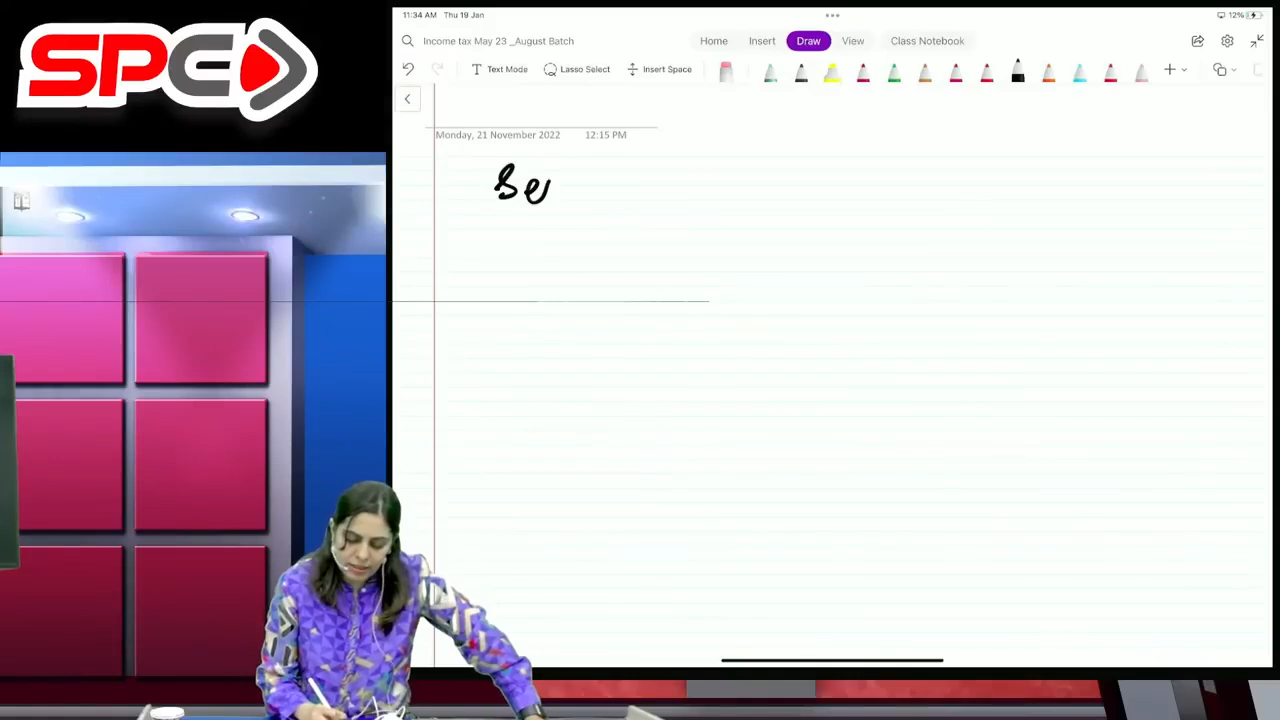 SPE
11:34 AM Thu 19 Jan
12%
Income tax May 23 _August Batch
Home Insert Draw View Class Notebook
Text Mode Lasso Select Insert Space
Monday, 21 November 2022 12:15 PM
Se